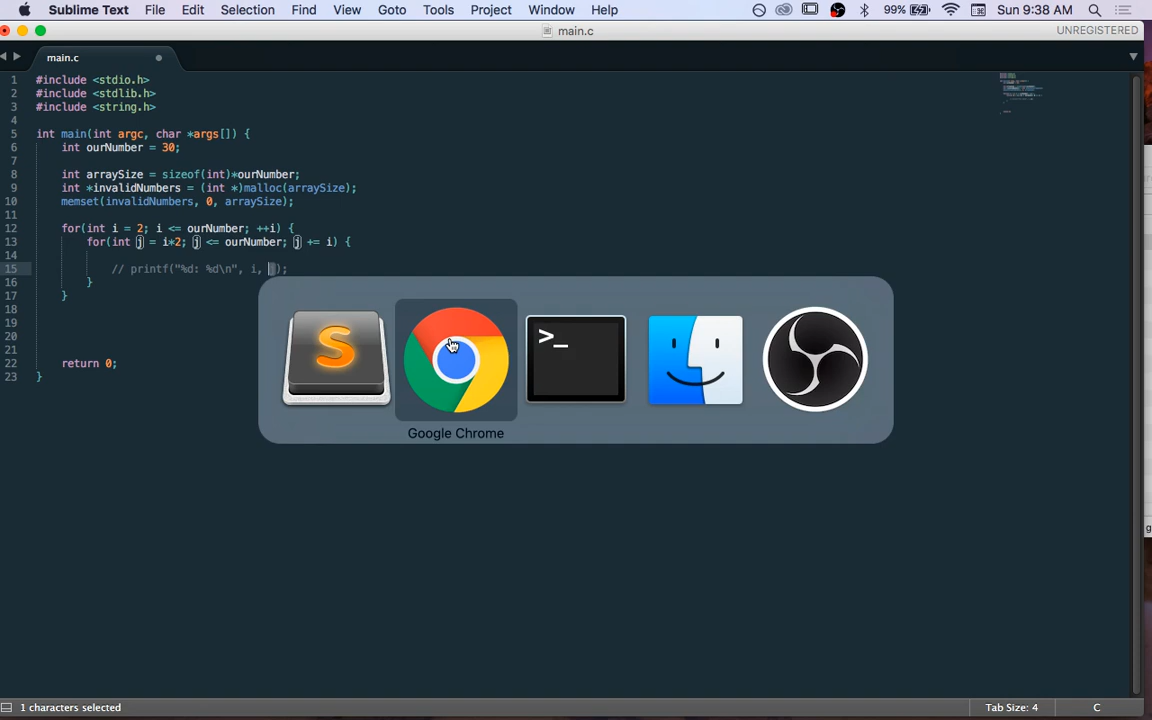 Sublime Text File Edit Selection Find View Goto Tools Project Window Help 99% Sun 9:38 AM
main.c UNREGISTERED
main.c
1 #include <stdio.h>
2 #include <stdlib.h>
3 #include <string.h>
4
5 int main(int argc, char *args[]) {
6 int ourNumber = 30;
7
8 int arraySize = sizeof(int)*ourNumber;
9 int *invalidNumbers = (int *)malloc(arraySize);
10 memset(invalidNumbers, 0, arraySize);
11
12 for(int i = 2; i <= ourNumber; ++i) {
13 for(int j = i*2; j <= ourNumber; j += i) {
14
15 // printf("%d: %d\n", i, );
16 }
17 }
18
19
20
21
22 return 0;
23 }
S >_
Google Chrome
1 characters selected Tab Size: 4 C